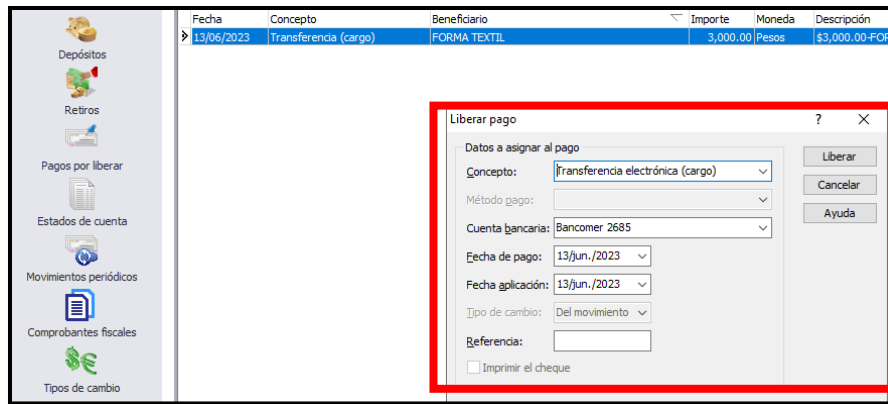 Fecha Concepto Beneficiario Importe Moneda Descripción
13/06/2023 Transferencia (cargo) FORMA TEXTIL 3,000.00 Pesos $3,000.00-FOR
Depósitos
Retiros
Pagos por liberar
Estados de cuenta
Movimientos periódicos
Comprobantes fiscales
Tipos de cambio
Liberar pago ? X
Datos a asignar al pago
Concepto: Transferencia electrónica (cargo)
Método pago:
Cuenta bancaria: Bancomer 2685
Fecha de pago: 13/jun./2023
Fecha aplicación: 13/jun./2023
Tipo de cambio: Del movimiento
Referencia:
Imprimir el cheque
Liberar
Cancelar
Ayuda